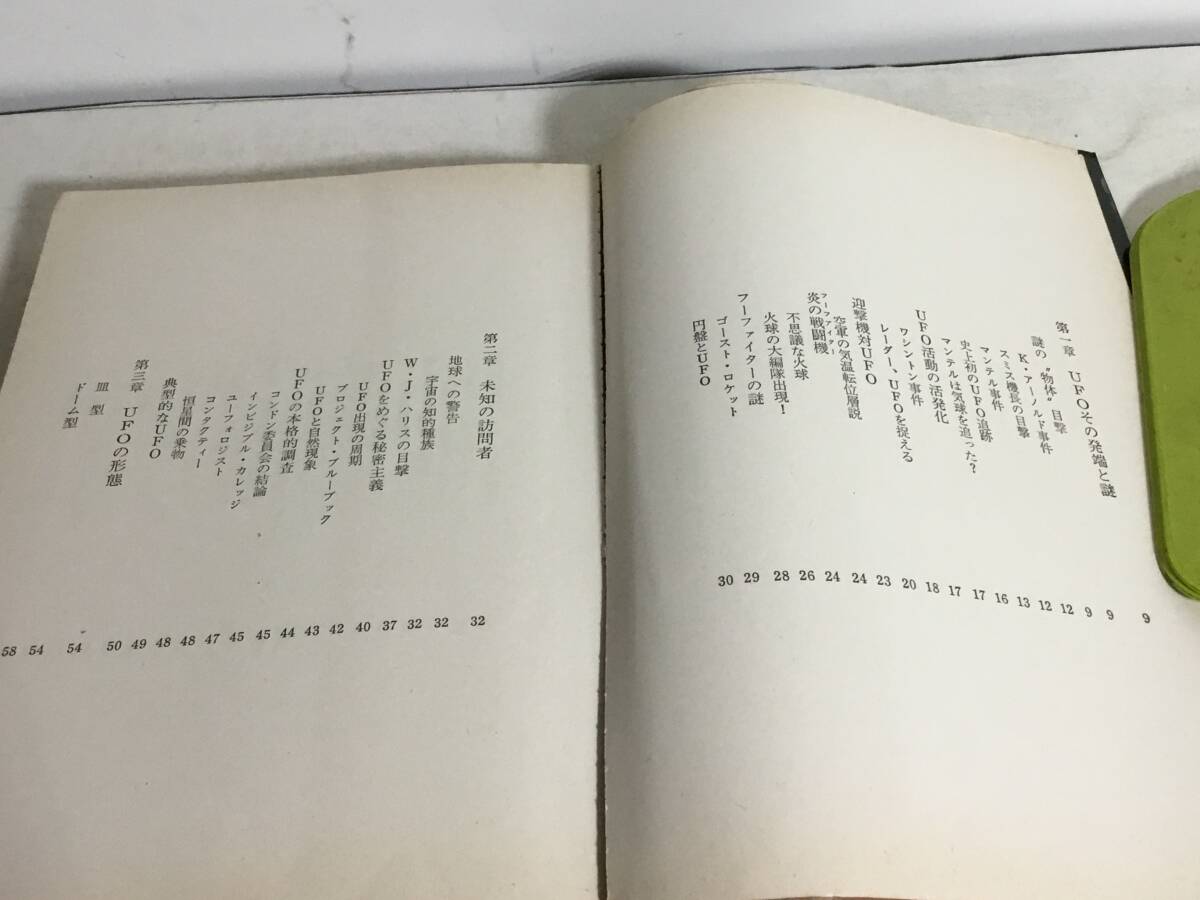 第一章 UFOその発端と謎 9
謎の〝物体〟目撃 9
K・アーノルド事件 9
スミス機長の目撃 12
マンテル事件 12
史上初のUFO追跡 13
マンテルは気球を追った? 16
UFO活動の活発化 17
ワシントン事件 17
レーダー、UFOを捉える 18
迎撃機対UFO 20
空軍の気温転位層説 23
フーファイター
炎の戦闘機 24
不思議な火球 24
火球の大編隊出現! 26
フーファイターの謎 28
ゴースト・ロケット 29
円盤とUFO 30
第二章 未知の訪問者 32
地球への警告 32
宇宙の知的種族 32
W・J・ハリスの目撃 37
UFOをめぐる秘密主義 40
UFO出現の周期 42
プロジェクト・ブルーブック 43
UFOと自然現象 44
UFOの本格的調査 45
コンドン委員会の結論 45
インビジブル・カレッジ 47
ユーフォロジスト 48
コンタクティー 48
恒星間の乗物 49
典型的なUFO 50
第三章 UFOの形態 54
皿型 54
ドーム型 58